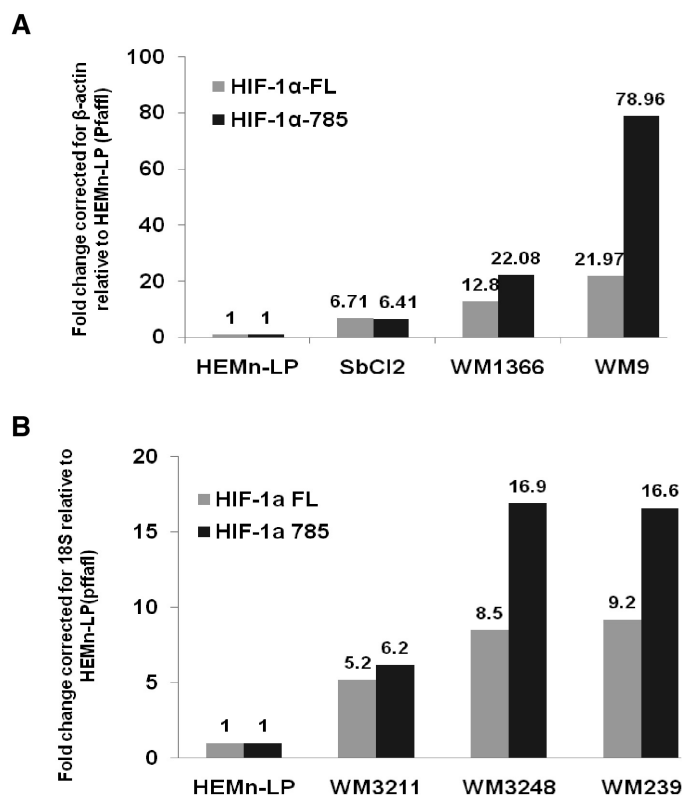 A
Fold change corrected for β-actin
relative to HEMn-LP (Pfaffl)
100
80
60
40
20
0
HIF-1α-FL
HIF-1α-785
1 1
6.71 6.41
12.8 22.08
21.97 78.96
HEMn-LP SbCl2 WM1366 WM9
B
Fold change corrected for 18S relative to
HEMn-LP(pffafl)
20
15
10
5
0
HIF-1a FL
HIF-1a 785
1 1
5.2 6.2
8.5 16.9
9.2 16.6
HEMn-LP WM3211 WM3248 WM239